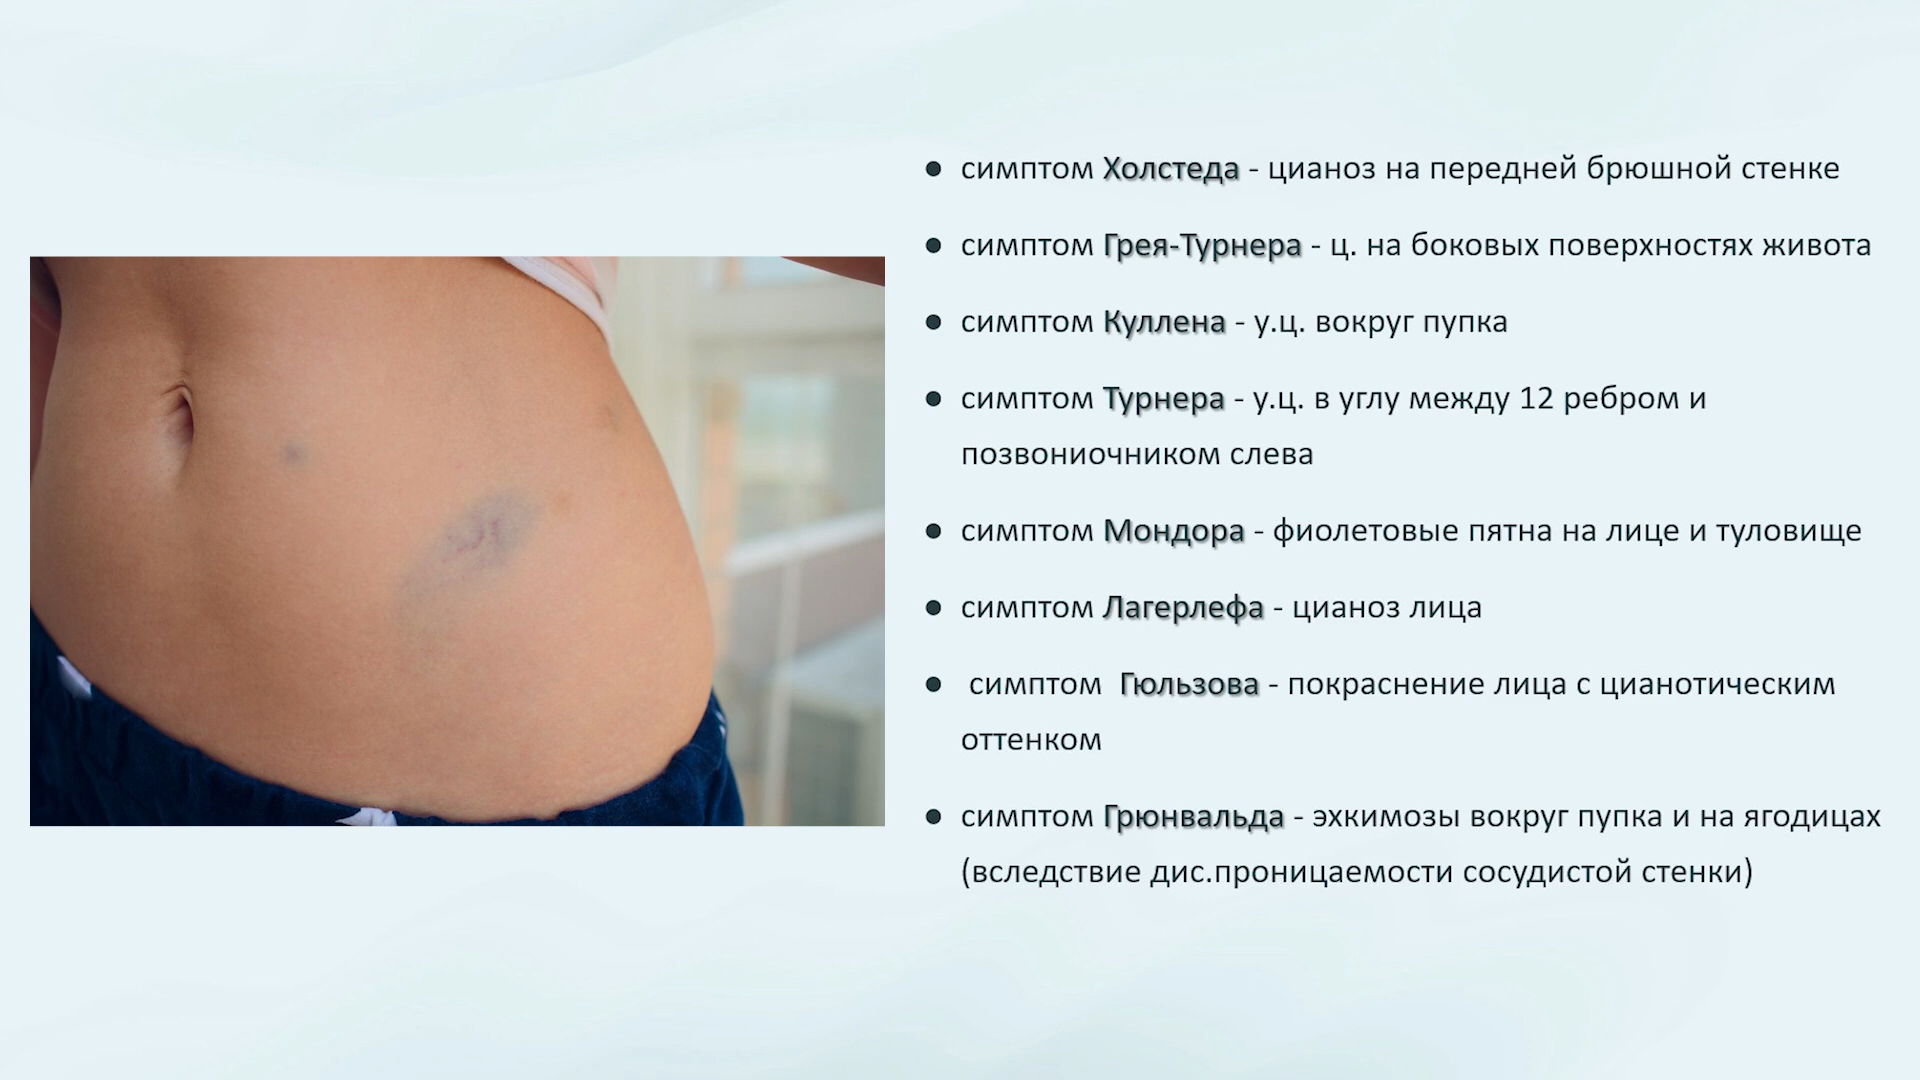 ● симптом Холстеда - цианоз на передней брюшной стенке
● симптом Грея-Турнера - ц. на боковых поверхностях живота
● симптом Куллена - у.ц. вокруг пупка
● симптом Турнера - у.ц. в углу между 12 ребром и
позвониочником слева
● симптом Мондора - фиолетовые пятна на лице и туловище
● симптом Лагерлефа - цианоз лица
● симптом Гюльзова - покраснение лица с цианотическим
оттенком
● симптом Грюнвальда - эхкимозы вокруг пупка и на ягодицах
(вследствие дис.проницаемости сосудистой стенки)